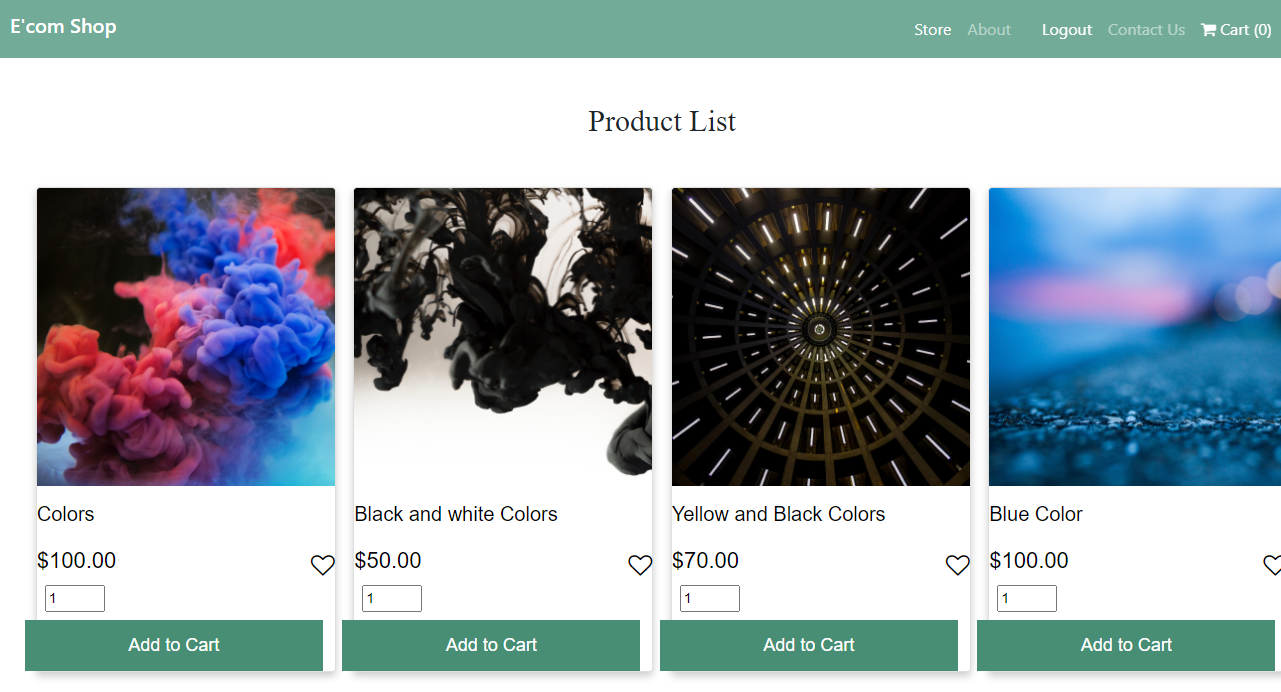 E'com Shop
Store About Logout Contact Us Cart (0)
Product List
Colors
$100.00
1
Add to Cart
Black and white Colors
$50.00
1
Add to Cart
Yellow and Black Colors
$70.00
1
Add to Cart
Blue Color
$100.00
1
Add to Cart